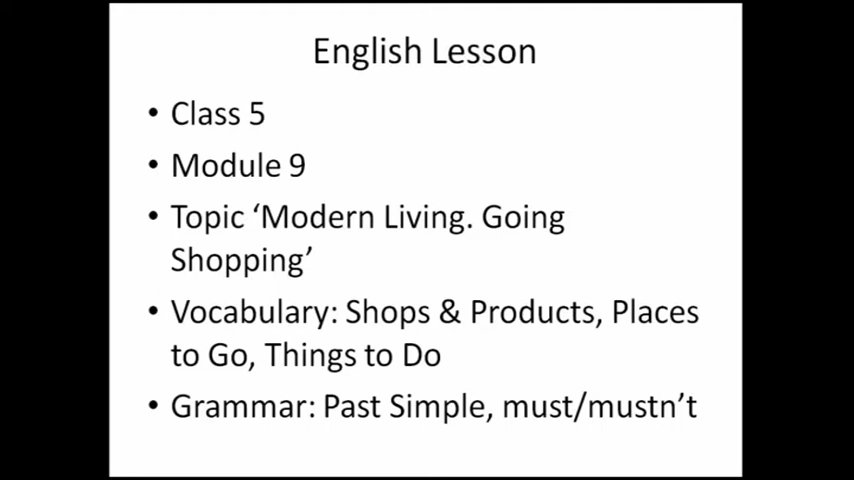 English Lesson
• Class 5
• Module 9
• Topic ‘Modern Living. Going
Shopping’
• Vocabulary: Shops & Products, Places
to Go, Things to Do
• Grammar: Past Simple, must/mustn’t